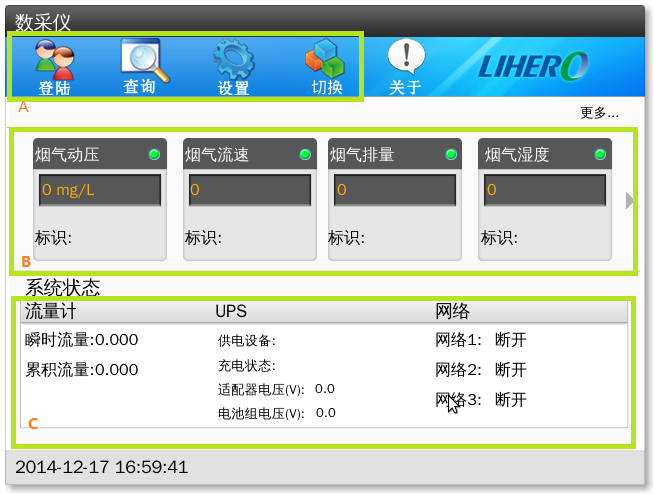 数采仪
登陆 查询 设置 切换 关于 LIHERO
A
更多...
烟气动压 烟气流速 烟气排量 烟气湿度
0 mg/L 0 0 0
标识: 标识: 标识: 标识:
B
系统状态
流量计 UPS 网络
瞬时流量:0.000 供电设备: 网络1: 断开
累积流量:0.000 充电状态: 网络2: 断开
适配器电压(V): 0.0 网络3: 断开
电池组电压(V): 0.0
C
2014-12-17 16:59:41